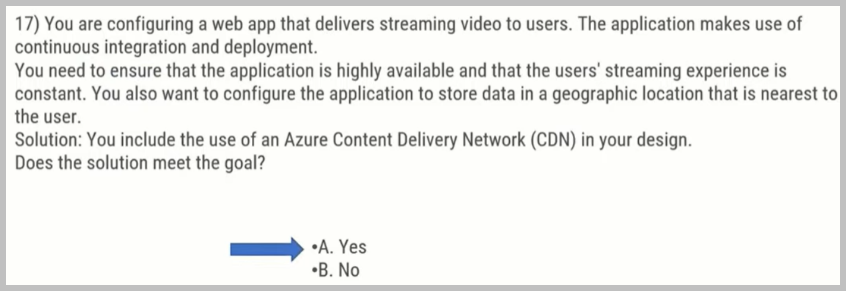 17) You are configuring a web app that delivers streaming video to users. The application makes use of
continuous integration and deployment.
You need to ensure that the application is highly available and that the users' streaming experience is
constant. You also want to configure the application to store data in a geographic location that is nearest to
the user.
Solution: You include the use of an Azure Content Delivery Network (CDN) in your design.
Does the solution meet the goal?
•A. Yes
•B. No